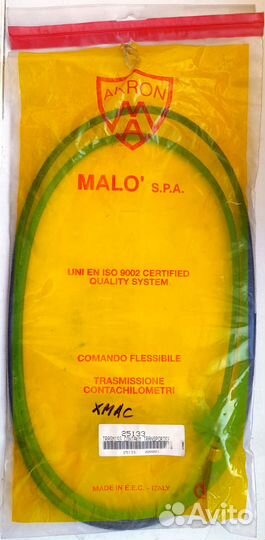 AKRON
MA
MALO' S.P.A.
UNI EN ISO 9002 CERTIFIED
QUALITY SYSTEM
COMANDO FLESSIBILE
TRASMISSIONE
CONTACHILOMETRI
XMAC
25133
MADE IN E.E.C. - ITALY
Avito